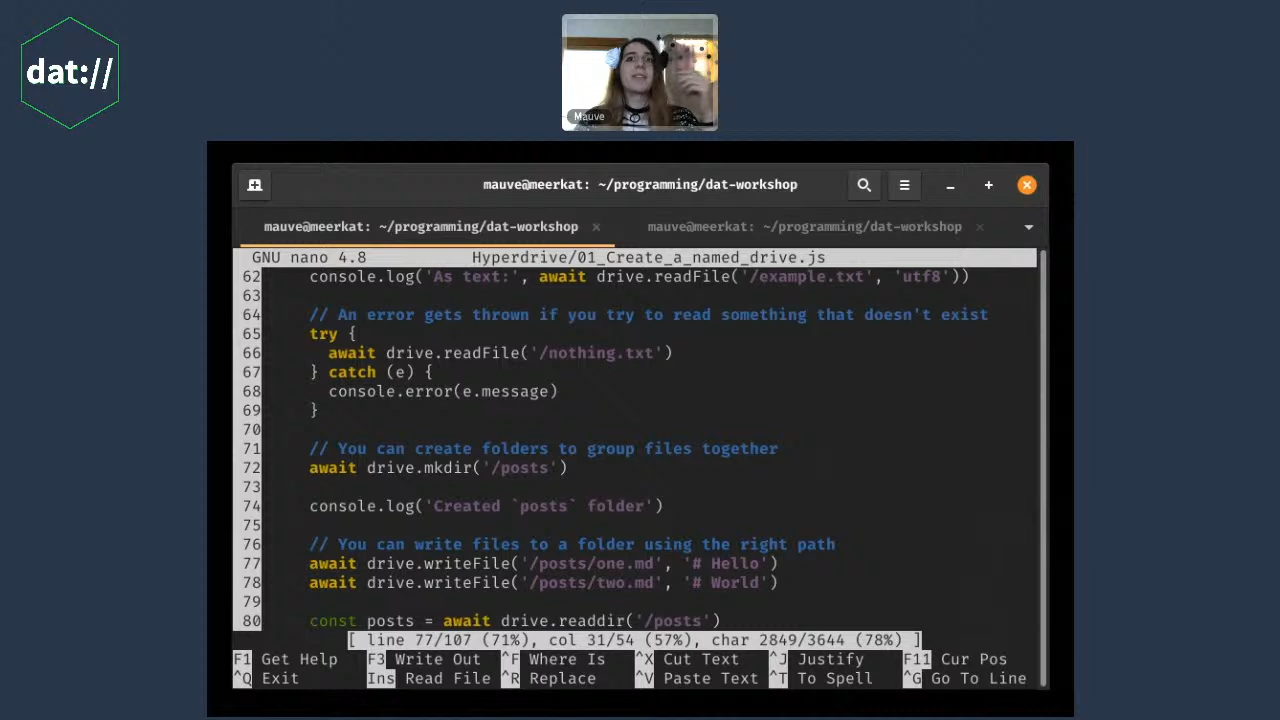 dat://
Mauve
mauve@meerkat: ~/programming/dat-workshop
mauve@meerkat: ~/programming/dat-workshop × mauve@meerkat: ~/programming/dat-workshop ×
GNU nano 4.8 Hyperdrive/01_Create_a_named_drive.js
62 console.log('As text:', await drive.readFile('/example.txt', 'utf8'))
63
64 // An error gets thrown if you try to read something that doesn't exist
65 try {
66 await drive.readFile('/nothing.txt')
67 } catch (e) {
68 console.error(e.message)
69 }
70
71 // You can create folders to group files together
72 await drive.mkdir('/posts')
73
74 console.log('Created `posts` folder')
75
76 // You can write files to a folder using the right path
77 await drive.writeFile('/posts/one.md', '# Hello')
78 await drive.writeFile('/posts/two.md', '# World')
79
80 const posts = await drive.readdir('/posts')
[ line 77/107 (71%), col 31/54 (57%), char 2849/3644 (78%) ]
F1 Get Help F3 Write Out ^F Where Is ^X Cut Text ^J Justify F11 Cur Pos
^Q Exit Ins Read File ^R Replace ^V Paste Text ^T To Spell ^G Go To Line